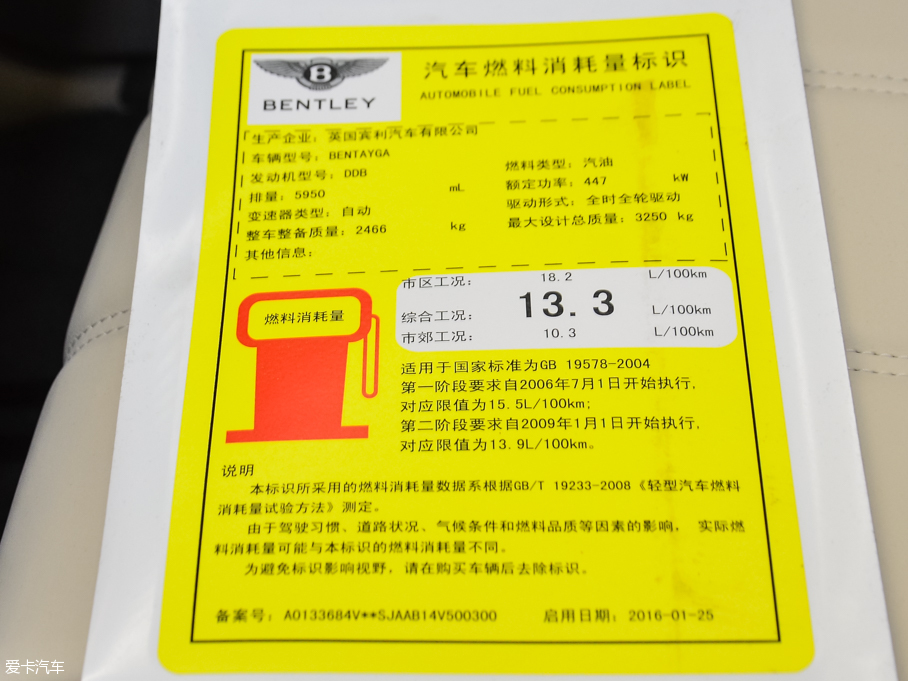 B
BENTLEY
汽车燃料消耗量标识
AUTOMOBILE FUEL CONSUMPTION LABEL
生产企业：英国宾利汽车有限公司
车辆型号：BENTAYGA
发动机型号：DDB
燃料类型：汽油
排量：5950 mL
额定功率：447 kW
变速器类型：自动
驱动形式：全时全轮驱动
整车整备质量：2466 kg
最大设计总质量：3250 kg
其他信息：
燃料消耗量
市区工况： 18.2 L/100km
综合工况： 13.3 L/100km
市郊工况： 10.3 L/100km
适用于国家标准为GB 19578-2004
第一阶段要求自2006年7月1日开始执行，
对应限值为15.5L/100km;
第二阶段要求自2009年1月1日开始执行，
对应限值为13.9L/100km。
说明
本标识所采用的燃料消耗量数据系根据GB/T 19233-2008《轻型汽车燃料
消耗量试验方法》测定。
由于驾驶习惯、道路状况、气候条件和燃料品质等因素的影响， 实际燃
料消耗量可能与本标识的燃料消耗量不同。
为避免标识影响视野，请在购买车辆后去除标识。
备案号：A0133684V**SJAAB14V500300 启用日期：2016-01-25
爱卡汽车